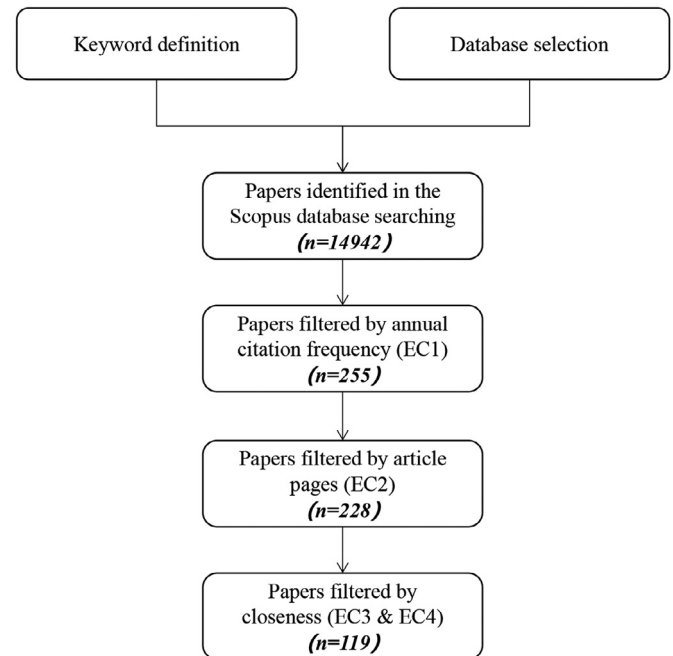 Keyword definition
Database selection
Papers identified in the
Scopus database searching
(n=14942)
Papers filtered by annual
citation frequency (EC1)
(n=255)
Papers filtered by article
pages (EC2)
(n=228)
Papers filtered by
closeness (EC3 & EC4)
(n=119)